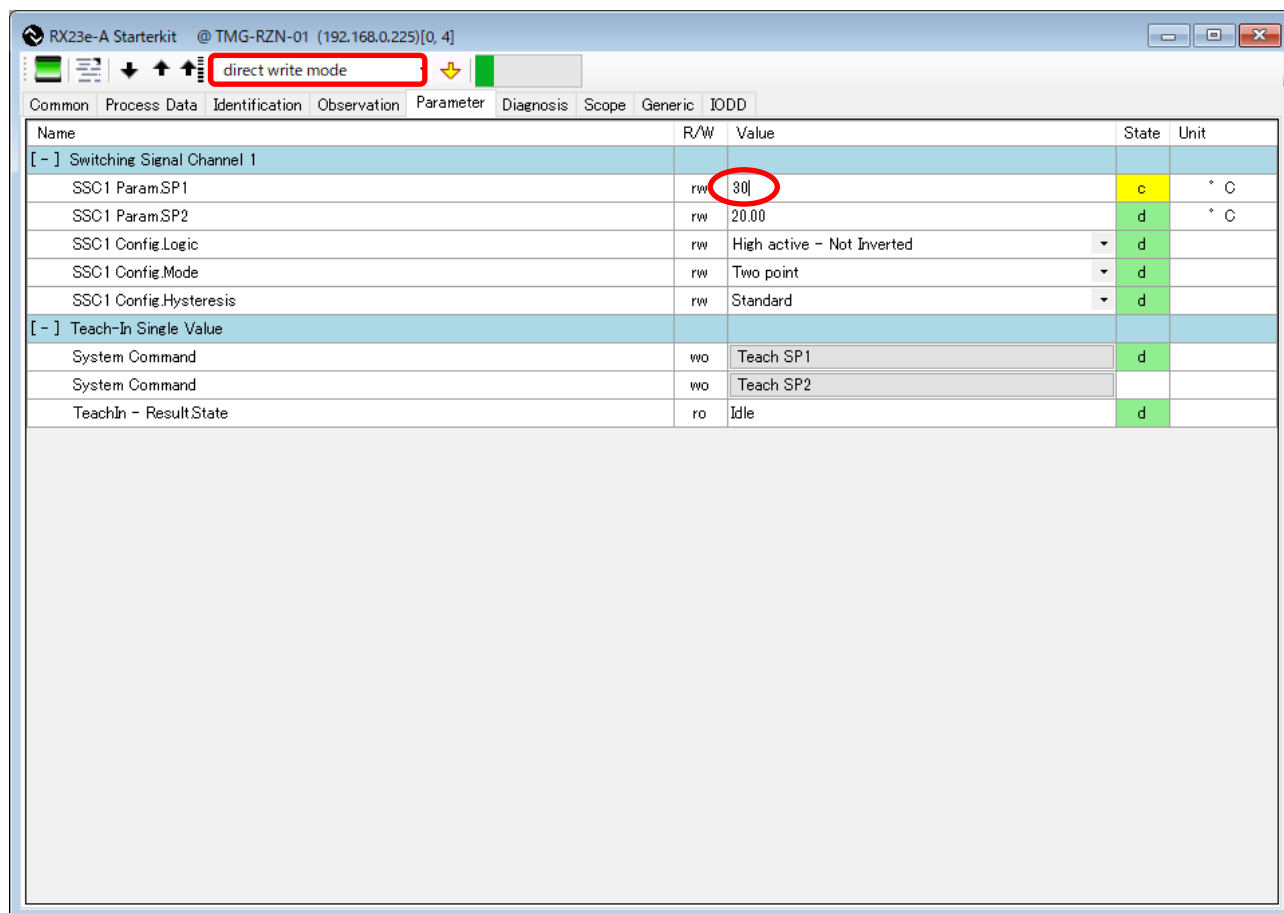 RX23e-A Starterkit @ TMG-RZN-01 (192.168.0.225)[0, 4]
direct write mode
Common Process Data Identification Observation Parameter Diagnosis Scope Generic IODD
Name R/W Value State Unit
[-] Switching Signal Channel 1
SSC1 Param.SP1 rw 30 c ° C
SSC1 Param.SP2 rw 20.00 d ° C
SSC1 Config.Logic rw High active - Not Inverted d
SSC1 Config.Mode rw Two point d
SSC1 Config.Hysteresis rw Standard d
[-] Teach-In Single Value
System Command wo Teach SP1 d
System Command wo Teach SP2
TeachIn - Result.State ro Idle d